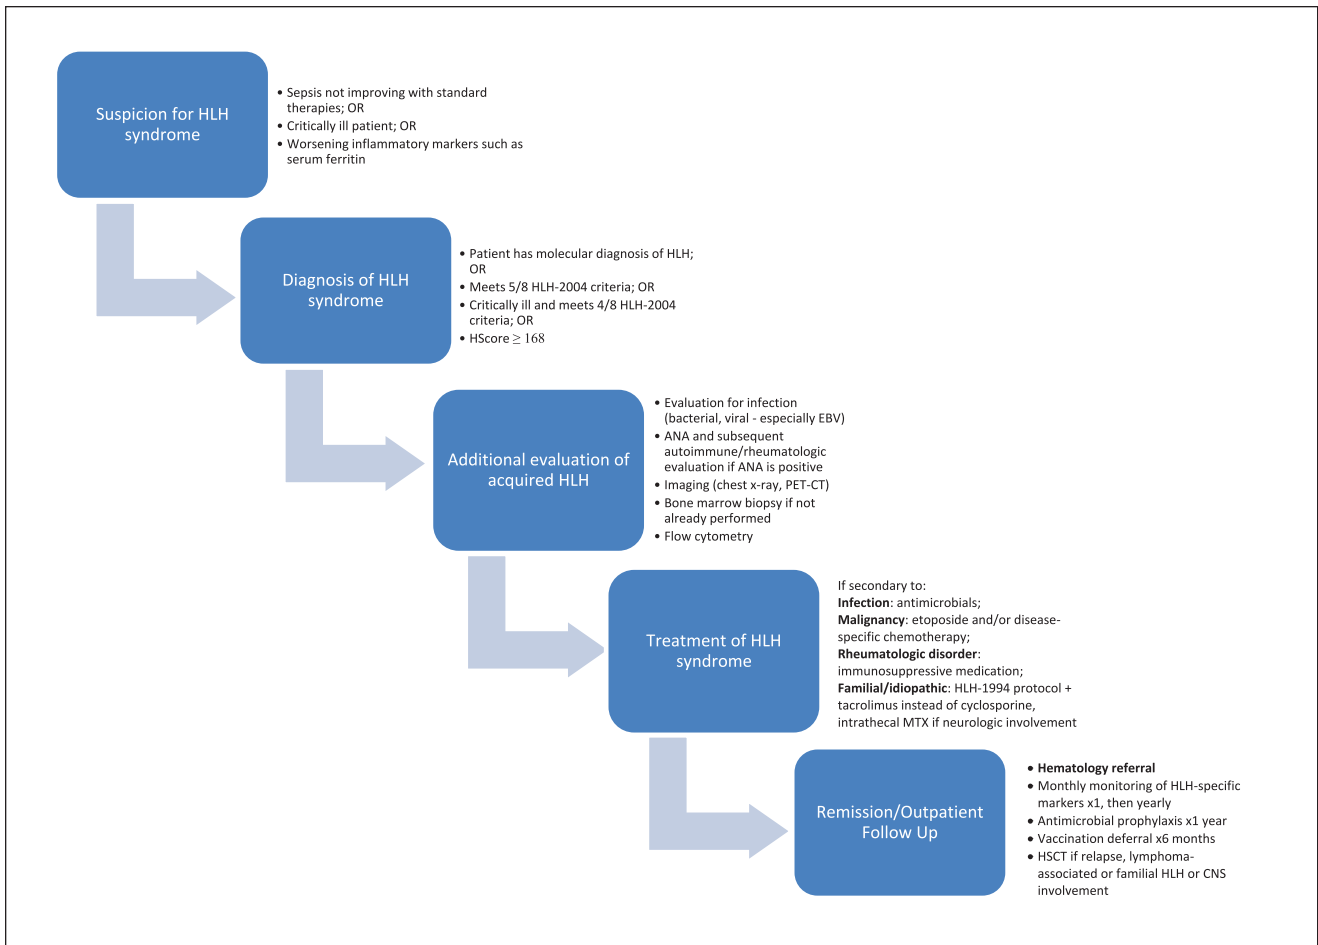 Suspicion for HLH
syndrome
• Sepsis not improving with standard
therapies; OR
• Critically ill patient; OR
• Worsening inflammatory markers such as
serum ferritin
Diagnosis of HLH
syndrome
• Patient has molecular diagnosis of HLH;
OR
• Meets 5/8 HLH-2004 criteria; OR
• Critically ill and meets 4/8 HLH-2004
criteria; OR
• HScore ≥ 168
Additional evaluation of
acquired HLH
• Evaluation for infection
(bacterial, viral - especially EBV)
• ANA and subsequent
autoimmune/rheumatologic
evaluation if ANA is positive
• Imaging (chest x-ray, PET-CT)
• Bone marrow biopsy if not
already performed
• Flow cytometry
Treatment of HLH
syndrome
If secondary to:
Infection: antimicrobials;
Malignancy: etoposide and/or disease-
specific chemotherapy;
Rheumatologic disorder:
immunosuppressive medication;
Familial/idiopathic: HLH-1994 protocol +
tacrolimus instead of cyclosporine,
intrathecal MTX if neurologic involvement
Remission/Outpatient
Follow Up
• Hematology referral
• Monthly monitoring of HLH-specific
markers x1, then yearly
• Antimicrobial prophylaxis x1 year
• Vaccination deferral x6 months
• HSCT if relapse, lymphoma-
associated or familial HLH or CNS
involvement